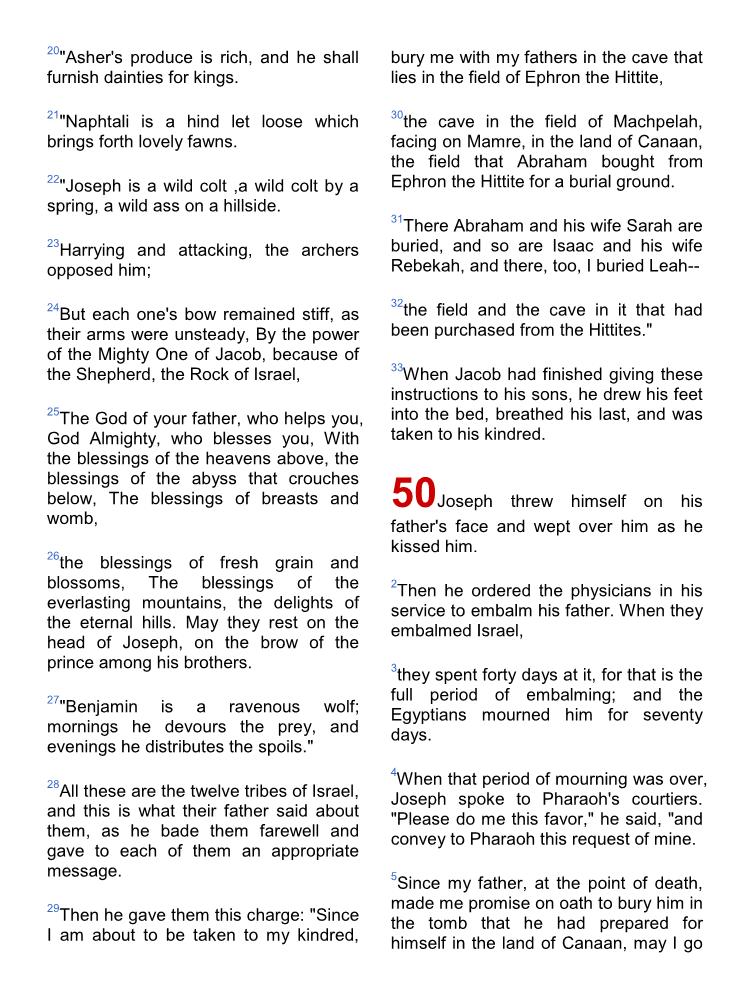 20"Asher's produce is rich, and he shall
furnish dainties for kings.
21"Naphtali is a hind let loose which
brings forth lovely fawns.
22"Joseph is a wild colt ,a wild colt by a
spring, a wild ass on a hillside.
23Harrying and attacking, the archers
opposed him;
24But each one's bow remained stiff, as
their arms were unsteady, By the power
of the Mighty One of Jacob, because of
the Shepherd, the Rock of Israel,
25The God of your father, who helps you,
God Almighty, who blesses you, With
the blessings of the heavens above, the
blessings of the abyss that crouches
below, The blessings of breasts and
womb,
26the blessings of fresh grain and
blossoms, The blessings of the
everlasting mountains, the delights of
the eternal hills. May they rest on the
head of Joseph, on the brow of the
prince among his brothers.
27"Benjamin is a ravenous wolf;
mornings he devours the prey, and
evenings he distributes the spoils."
28All these are the twelve tribes of Israel,
and this is what their father said about
them, as he bade them farewell and
gave to each of them an appropriate
message.
29Then he gave them this charge: "Since
I am about to be taken to my kindred,
bury me with my fathers in the cave that
lies in the field of Ephron the Hittite,
30the cave in the field of Machpelah,
facing on Mamre, in the land of Canaan,
the field that Abraham bought from
Ephron the Hittite for a burial ground.
31There Abraham and his wife Sarah are
buried, and so are Isaac and his wife
Rebekah, and there, too, I buried Leah--
32the field and the cave in it that had
been purchased from the Hittites."
33When Jacob had finished giving these
instructions to his sons, he drew his feet
into the bed, breathed his last, and was
taken to his kindred.
50Joseph threw himself on his
father's face and wept over him as he
kissed him.
2Then he ordered the physicians in his
service to embalm his father. When they
embalmed Israel,
3they spent forty days at it, for that is the
full period of embalming; and the
Egyptians mourned him for seventy
days.
4When that period of mourning was over,
Joseph spoke to Pharaoh's courtiers.
"Please do me this favor," he said, "and
convey to Pharaoh this request of mine.
5Since my father, at the point of death,
made me promise on oath to bury him in
the tomb that he had prepared for
himself in the land of Canaan, may I go